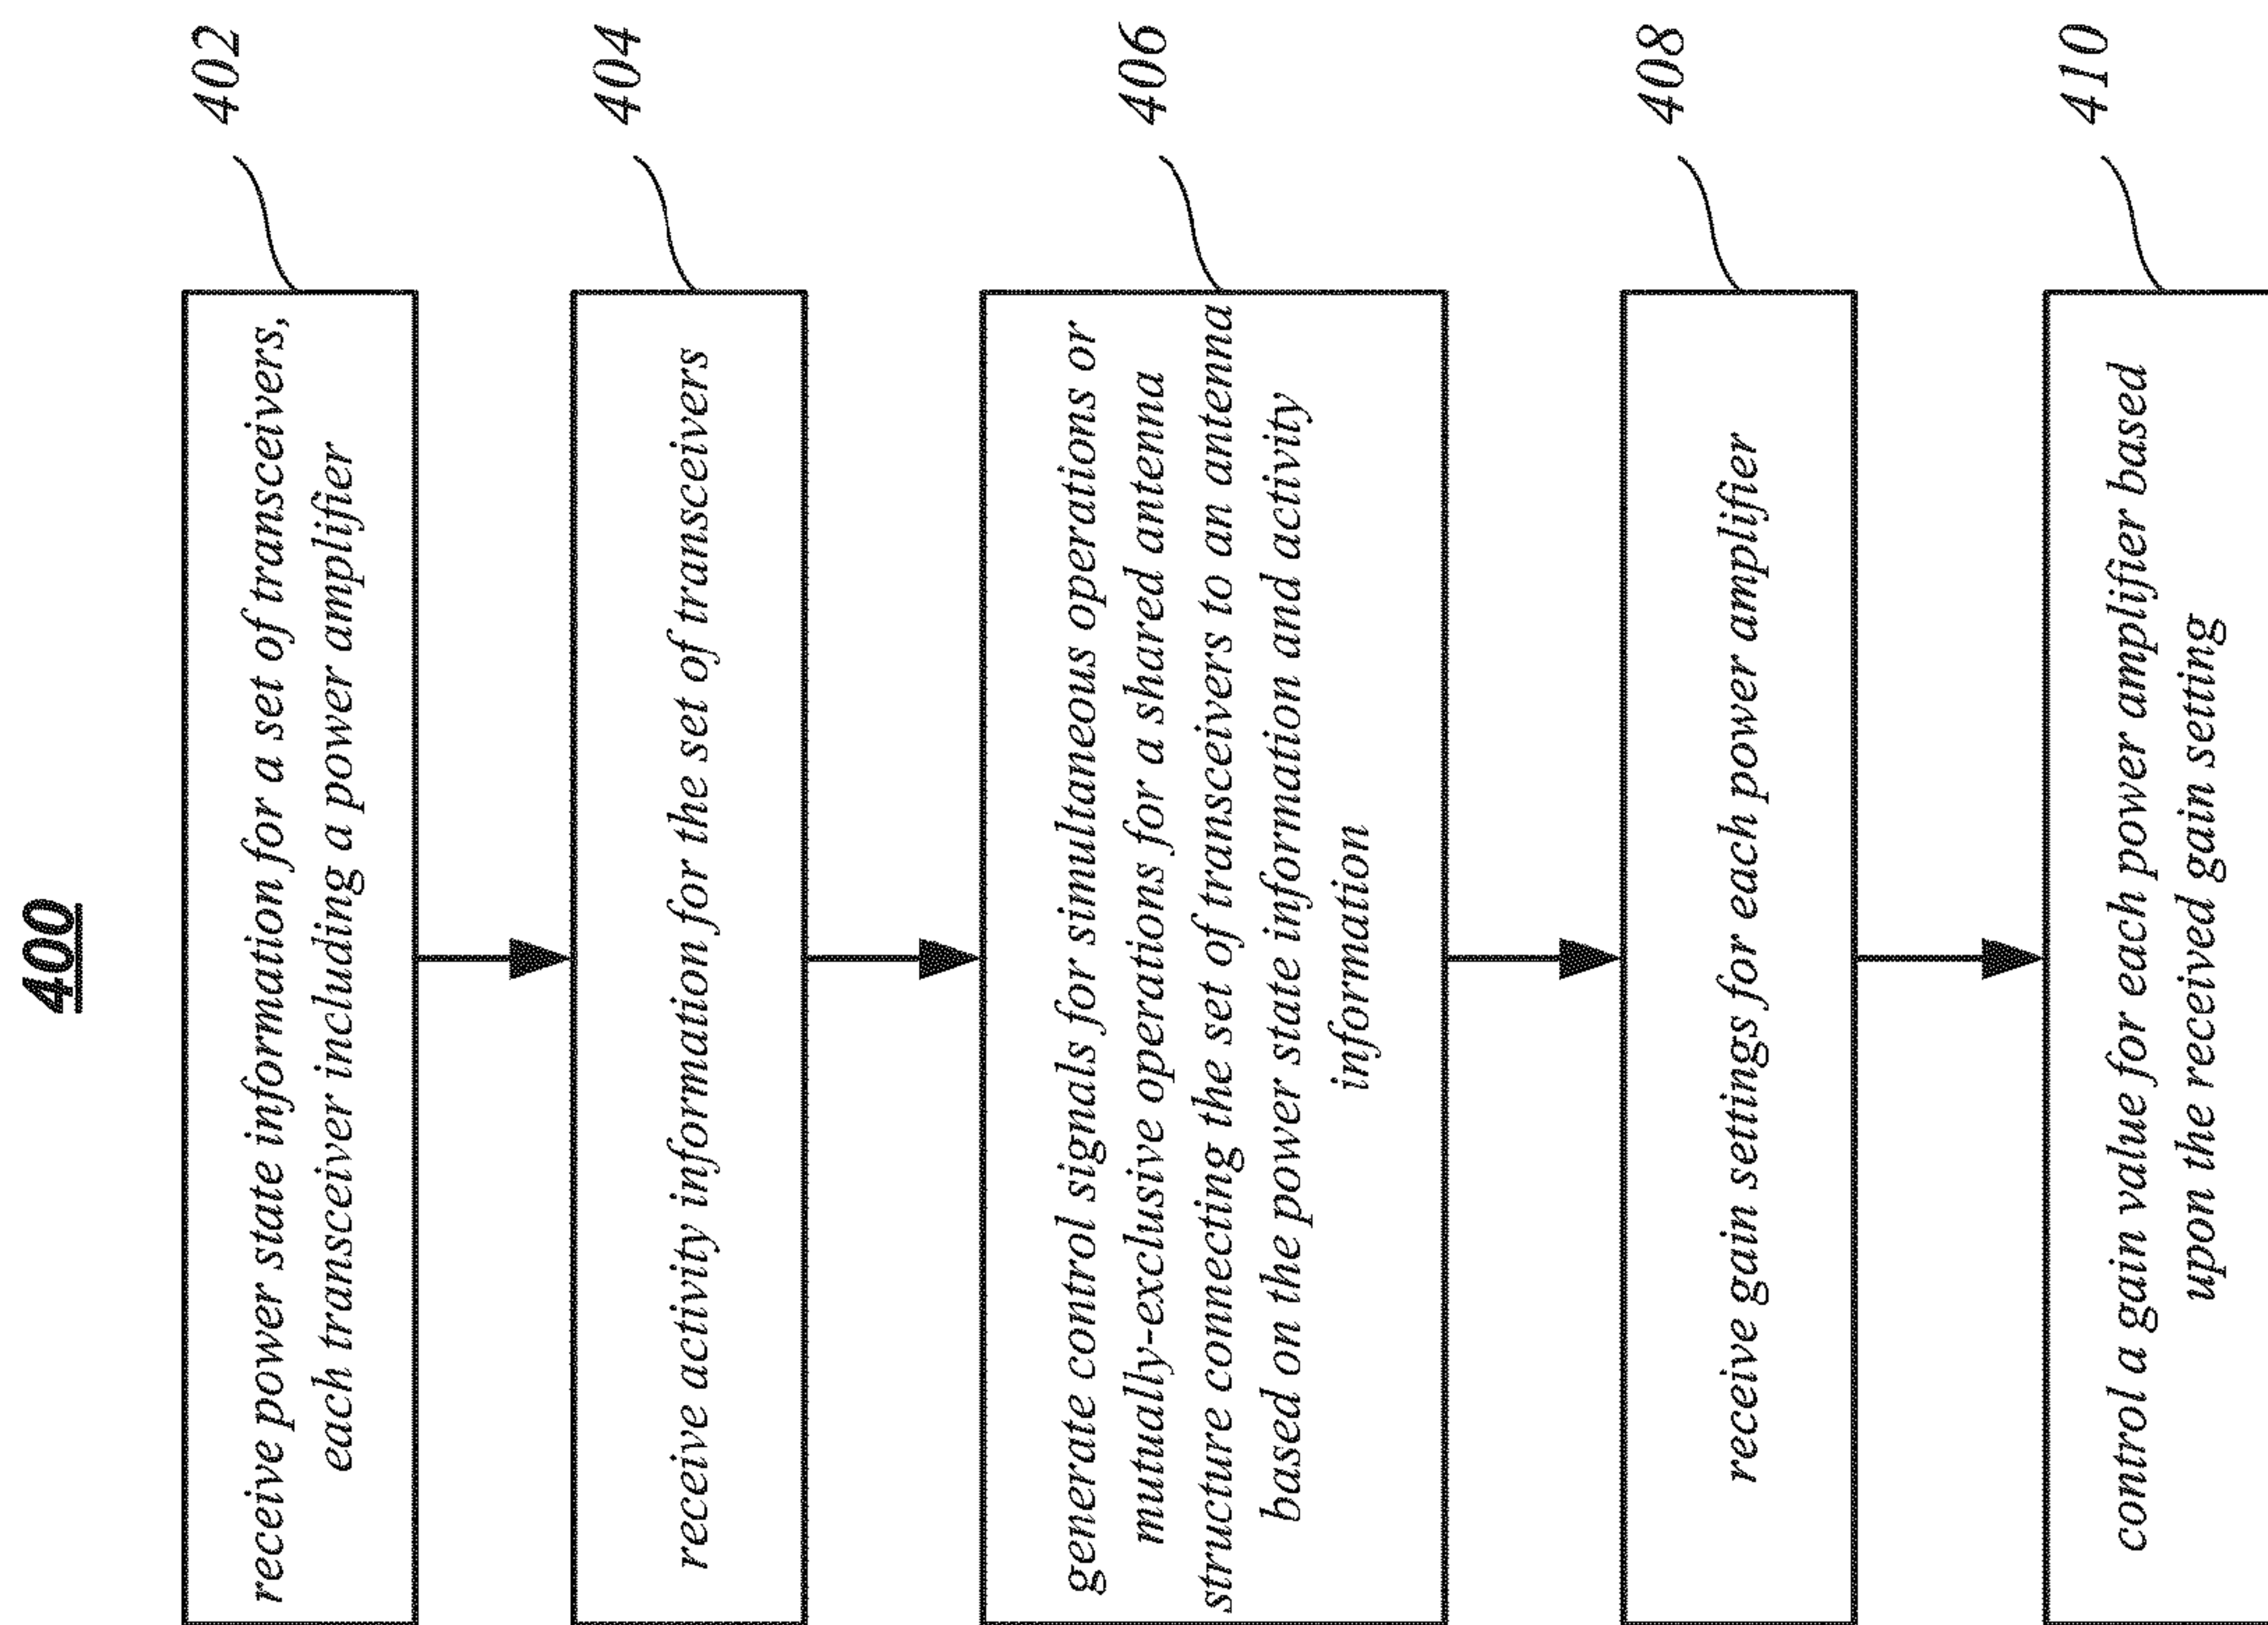 400
receive power state information for a set of transceivers,
each transceiver including a power amplifier
402
receive activity information for the set of transceivers
404
generate control signals for simultaneous operations or
mutually-exclusive operations for a shared antenna
structure connecting the set of transceivers to an antenna
based on the power state information and activity
information
406
receive gain settings for each power amplifier
408
control a gain value for each power amplifier based
upon the received gain setting
410